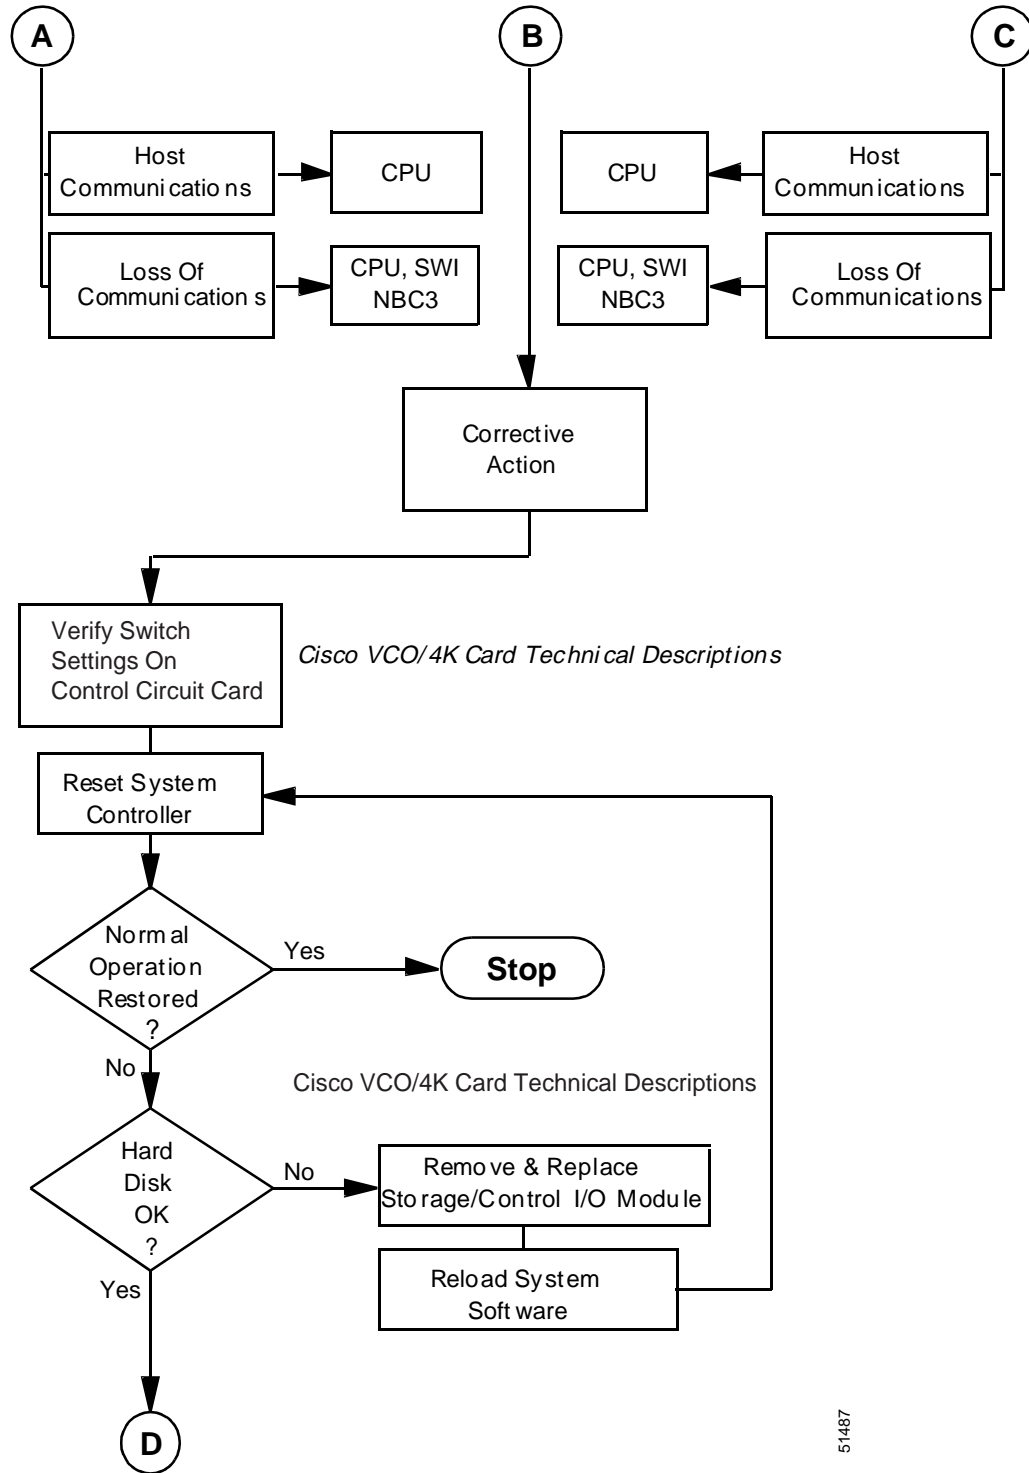 A
B
C
Host
Communications
CPU
CPU
Host
Communications
Loss Of
Communications
CPU, SWI
NBC3
CPU, SWI
NBC3
Loss Of
Communications
Corrective
Action
Verify Switch
Settings On
Control Circuit Card
Cisco VCO/4K Card Technical Descriptions
Reset System
Controller
Normal
Operation
Restored
?
Yes
Stop
No
Cisco VCO/4K Card Technical Descriptions
Hard
Disk
OK
?
No
Remove & Replace
Storage/Control I/O Module
Yes
Reload System
Software
D
51487